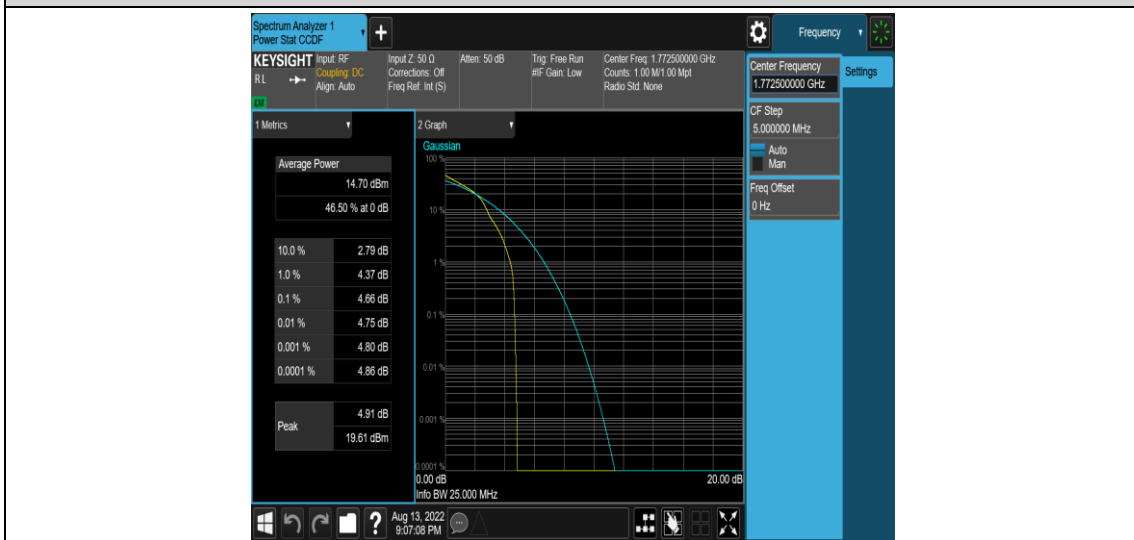 Spectrum Analyzer 1
Power Stat CCDF
+
Frequency
KEYSIGHT
RL
Input: RF
Coupling: DC
Align: Auto
Input Z: 50 Ω
Corrections: Off
Freq Ref: Int (S)
Atten: 50 dB
Trig: Free Run
#IF Gain: Low
Center Freq: 1.772500000 GHz
Counts: 1.00 M/1.00 Mpt
Radio Std: None
Center Frequency
1.772500000 GHz
Settings
CF Step
5.000000 MHz
Auto
Man
Freq Offset
0 Hz
1 Metrics
Average Power
14.70 dBm
46.50 % at 0 dB
10.0 % 2.79 dB
1.0 % 4.37 dB
0.1 % 4.66 dB
0.01 % 4.75 dB
0.001 % 4.80 dB
0.0001 % 4.86 dB
Peak
4.91 dB
19.61 dBm
2 Graph
Gaussian
100 %
10 %
1 %
0.1 %
0.01 %
0.001 %
0.0001 %
0.00 dB 20.00 dB
Info BW 25.000 MHz
?
Aug 13, 2022
9:07:08 PM